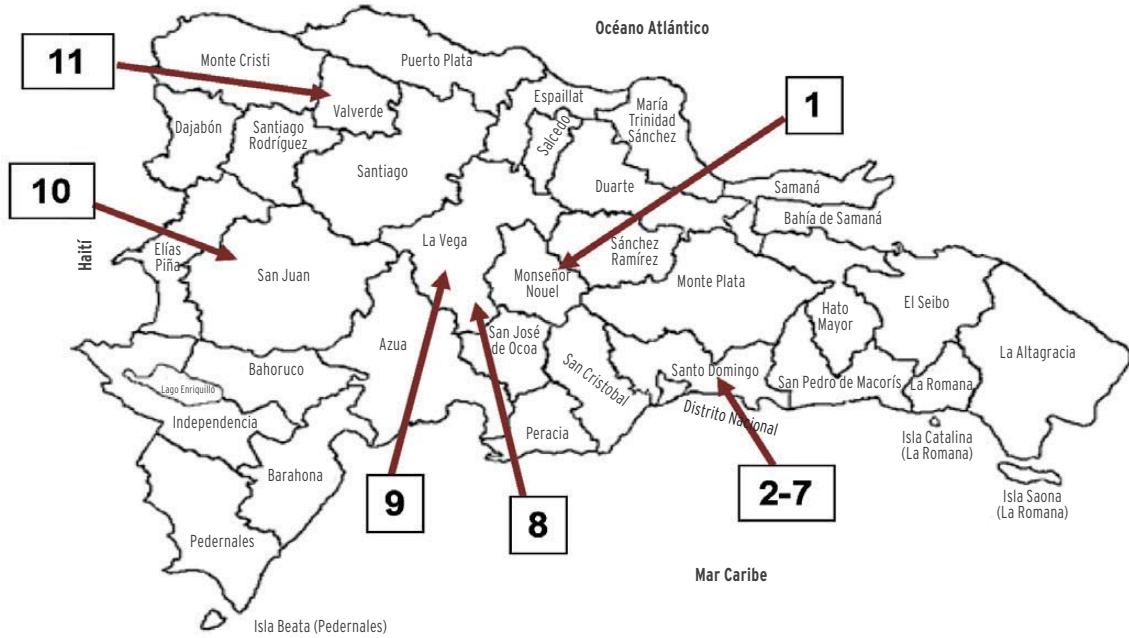 Océano Atlántico
11
Monte Cristi
Puerto Plata
1
Valverde
Espaillat
María
Trinidad
Sánchez
Dajabón
Santiago
Rodríguez
Salcedo
Santiago
Duarte
Samaná
10
Bahía de Samaná
Haití
Elías
Piña
San Juan
La Vega
Sánchez
Ramírez
Monseñor
Nouel
Monte Plata
El Seibo
Hato
Mayor
Azua
San José
de Ocoa
La Altagracia
Bahoruco
Lago Enriquillo
San Cristobal
Santo Domingo
San Pedro de Macorís
La Romana
Independencia
Distrito Nacional
Peracia
Isla Catalina
(La Romana)
Barahona
9
8
2-7
Isla Saona
(La Romana)
Pedernales
Mar Caribe
Isla Beata (Pedernales)